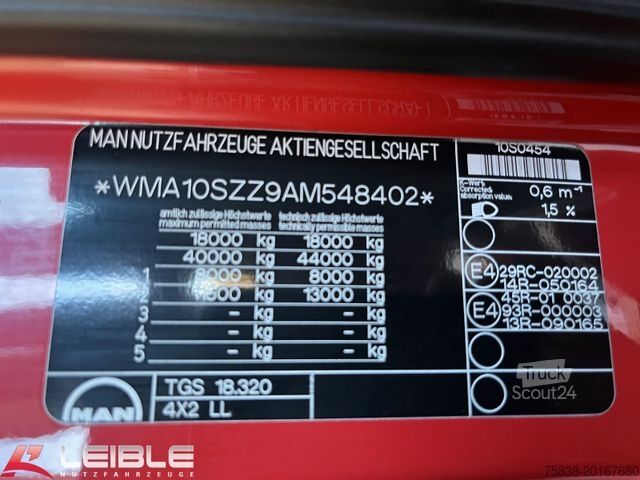 MAN NUTZFAHRZEUGE AKTIENGESELLSCHAFT
*WMA10SZZ9AM548402*
amtlich zulässige Höchstwerte technisch zulässige Höchstwerte
maximum permitted masses technically permissible masses
18000 kg 18000 kg
40000 kg 44000 kg
1 8000 kg 8000 kg
2 kg 13000 kg
3 - kg - kg
4 - kg - kg
5 - kg - kg
MAN
TGS 18.320
4X2 LL
10S0454
K-Wert
Corrected
absorption value: 0,6 m-1
1,5 %
E4 29RC-020002
14R-050164
45R-01 0037
E4 93R-000003
13R-090165
Truck
Scout24
LEIBLE
NUTZFAHRZEUGE
75838-20167680